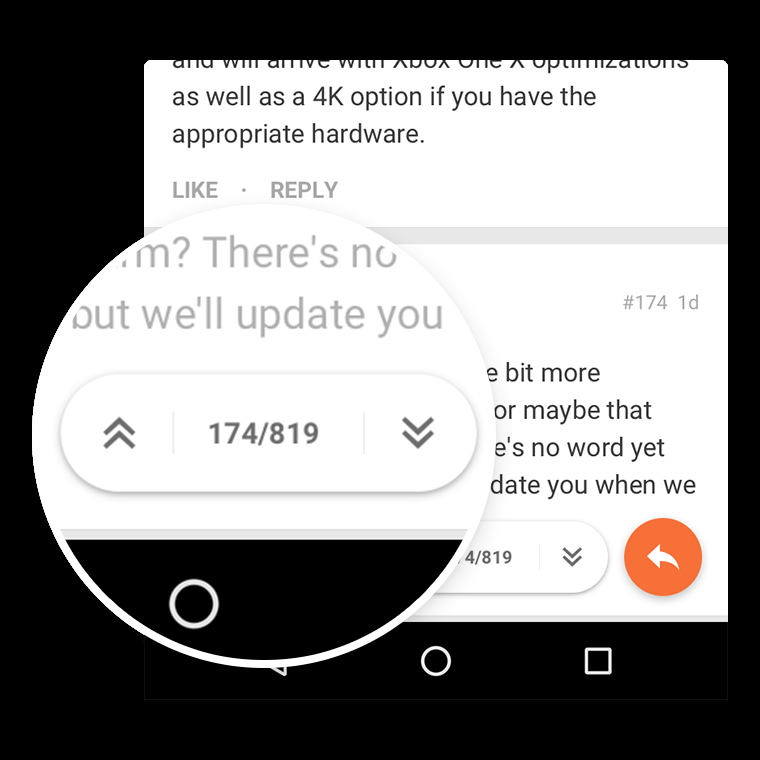 and will arrive with Xbox One X optimizations
as well as a 4K option if you have the
appropriate hardware.
LIKE · REPLY
There's no
#174 1d
but we'll update you
bit more
or maybe that
174/819
no word yet
you when we
4/819